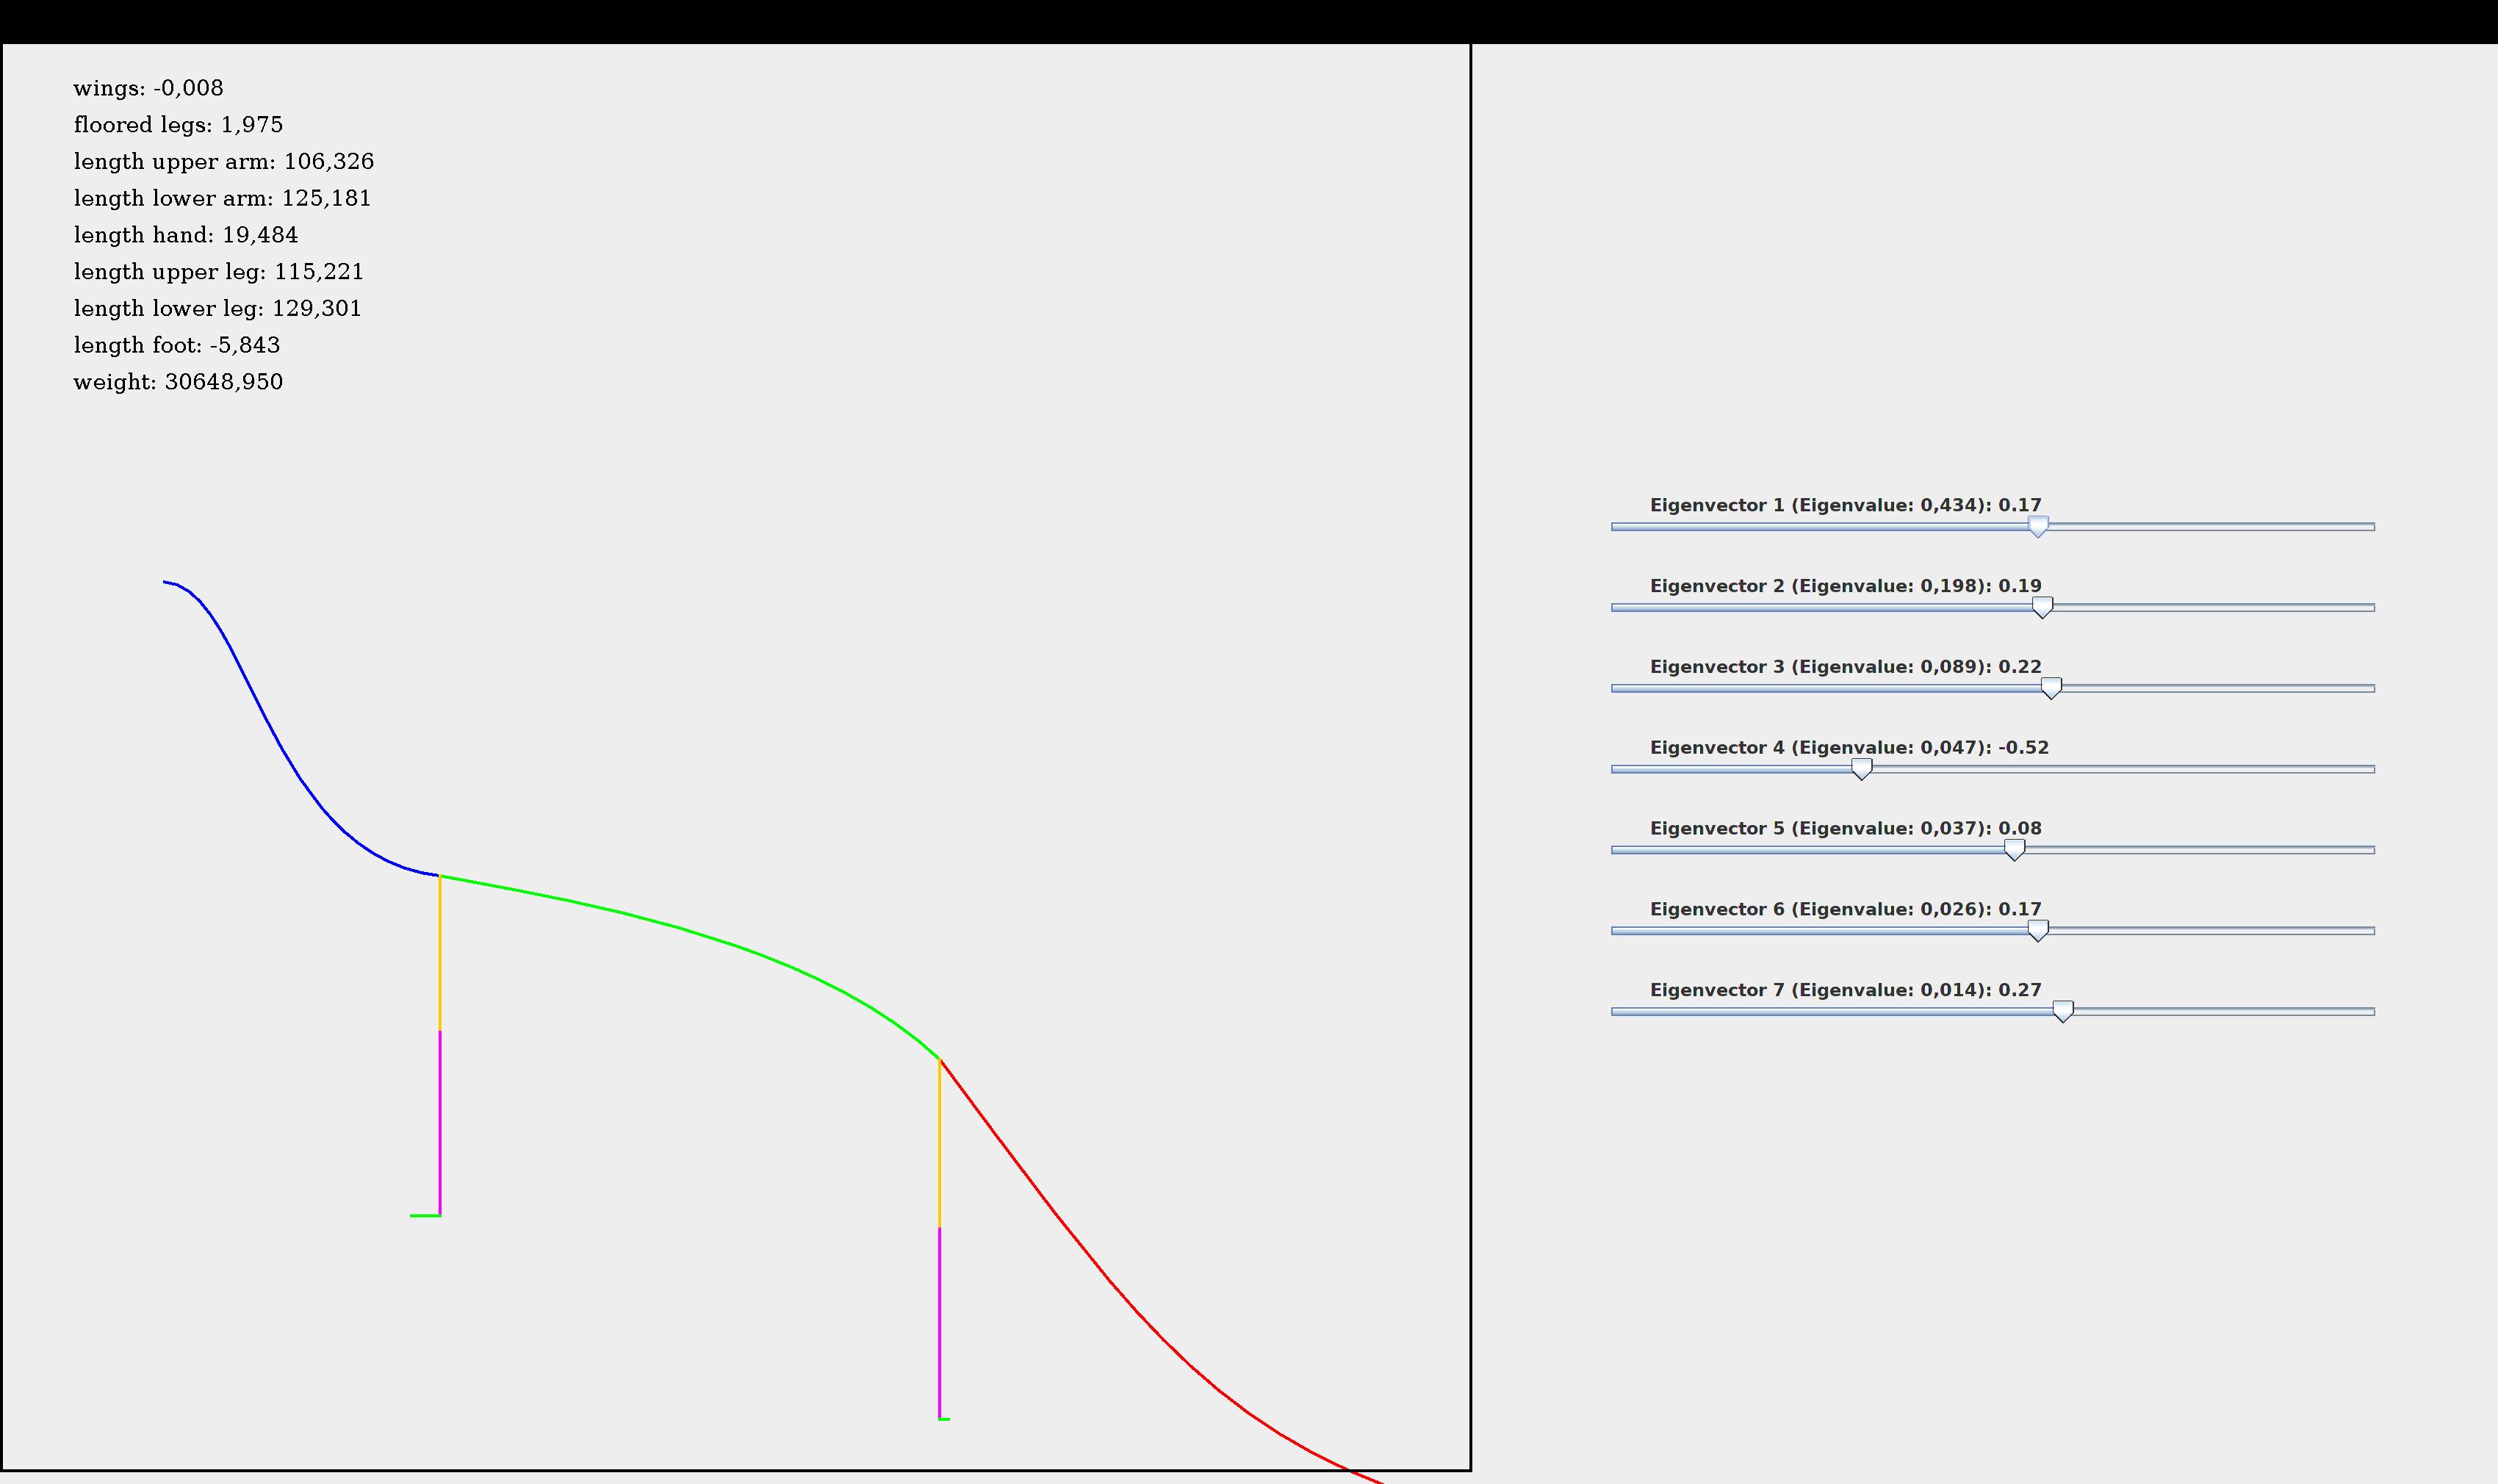 wings: -0,008
floored legs: 1,975
length upper arm: 106,326
length lower arm: 125,181
length hand: 19,484
length upper leg: 115,221
length lower leg: 129,301
length foot: -5,843
weight: 30648,950
Eigenvector 1 (Eigenvalue: 0,434): 0.17
Eigenvector 2 (Eigenvalue: 0,198): 0.19
Eigenvector 3 (Eigenvalue: 0,089): 0.22
Eigenvector 4 (Eigenvalue: 0,047): -0.52
Eigenvector 5 (Eigenvalue: 0,037): 0.08
Eigenvector 6 (Eigenvalue: 0,026): 0.17
Eigenvector 7 (Eigenvalue: 0,014): 0.27